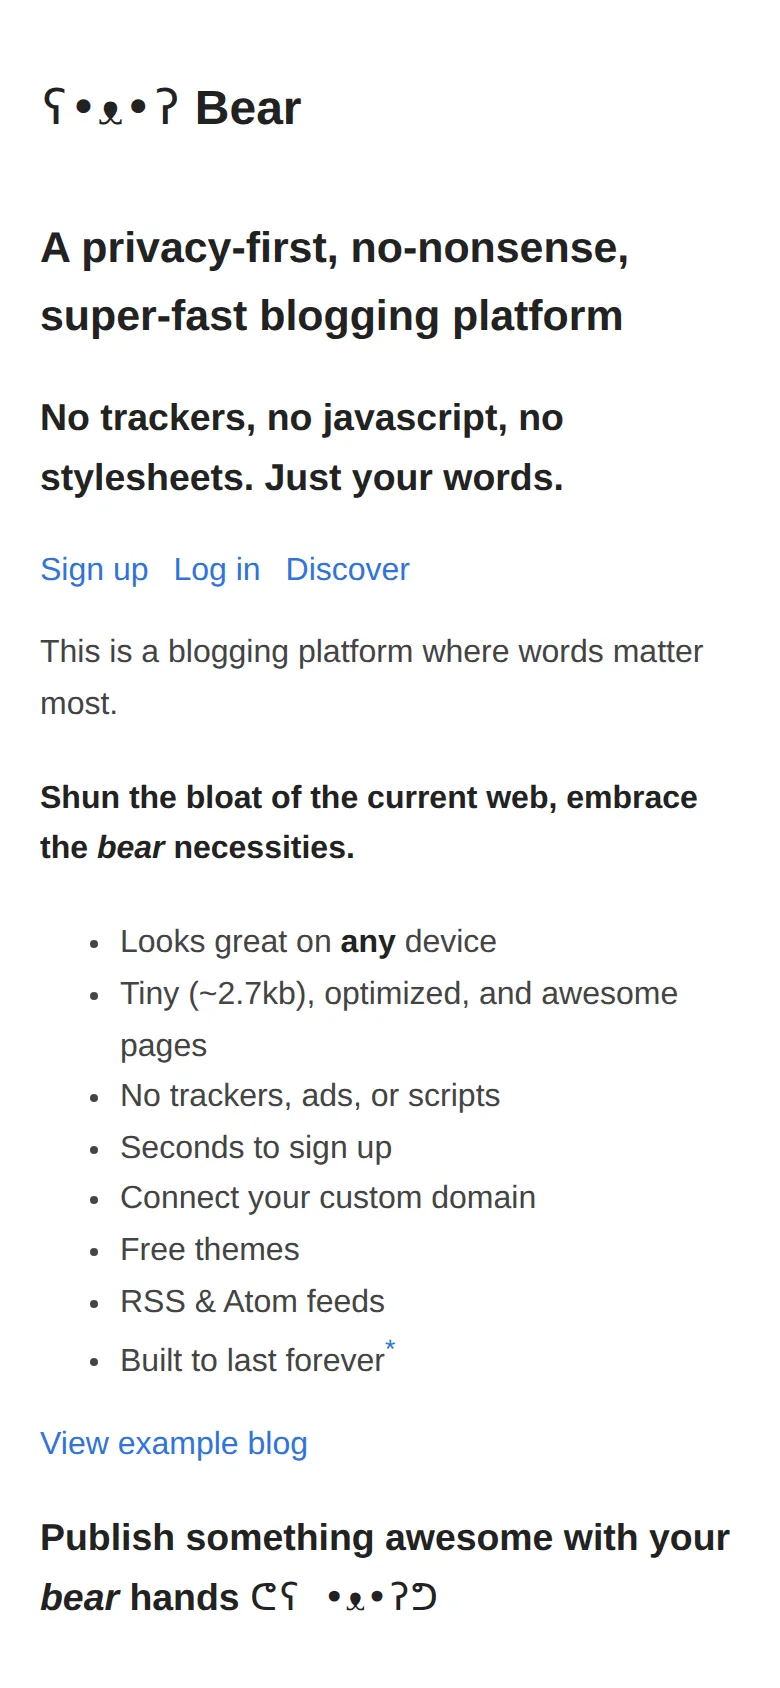 ʕ•ᴥ•ʔ Bear
A privacy-first, no-nonsense,
super-fast blogging platform
No trackers, no javascript, no
stylesheets. Just your words.
Sign up Log in Discover
This is a blogging platform where words matter
most.
Shun the bloat of the current web, embrace
the bear necessities.
• Looks great on any device
• Tiny (~2.7kb), optimized, and awesome
pages
• No trackers, ads, or scripts
• Seconds to sign up
• Connect your custom domain
• Free themes
• RSS & Atom feeds
• Built to last forever*
View example blog
Publish something awesome with your
bear hands ᕦʕ •ᴥ•ʔᕤ